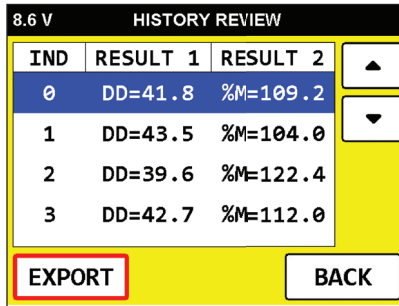 8.6 V HISTORY REVIEW
IND RESULT 1 RESULT 2
0 DD=41.8 %M=109.2
1 DD=43.5 %M=104.0
2 DD=39.6 %M=122.4
3 DD=42.7 %M=112.0
EXPORT BACK